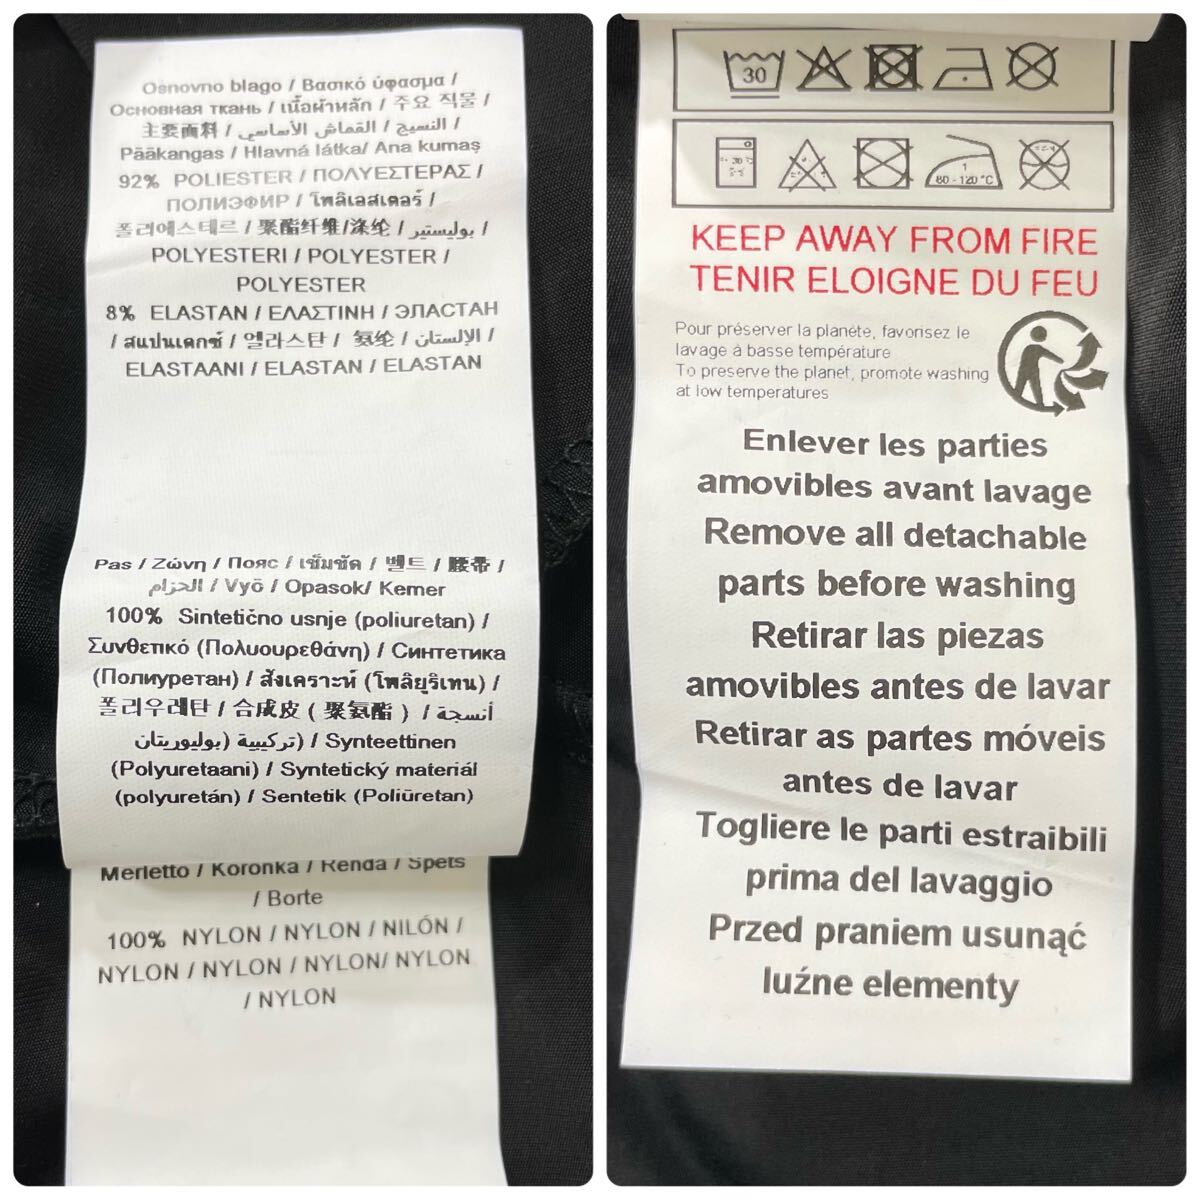 Osnovno blago / Βασικό ύφασμα /
Основная ткань / เนื้อผ้าหลัก / 주요 직물 /
主要面料 / القماش الأساسي / النسيج /
Pääkangas / Hlavná látka/ Ana kumaş
92% POLIESTER / ΠΟΛΥΕΣΤΕΡΑΣ /
ПОЛИЭФИР / โพลิเอสเตอร์ /
폴리에스테르 / 聚酯纤维/涤纶 / بوليستير /
POLYESTERI / POLYESTER /
POLYESTER
8% ELASTAN / ΕΛΑΣΤΙΝΗ / ЭЛАСТАН
/ สแปนเดกซ์ / 엘라스탄 / 氨纶 / الإلستان /
ELASTAANI / ELASTAN / ELASTAN
Pas / Ζώνη / Пояс / เข็มขัด / 벨트 / 腰带 /
الحزام / Vyö / Opasok/ Kemer
100% Sintetično usnje (poliuretan) /
Συνθετικό (Πολυουρεθάνη) / Синтетика
(Полиуретан) / สังเคราะห์ (โพลิยูริเทน) /
폴리우레탄 / 合成皮 ( 聚氨酯 ) / أنسجة
تركيبية (بوليوريتان) / Synteettinen
(Polyuretaani) / Syntetický materiál
(polyuretán) / Sentetik (Poliüretan)
Merletto / Koronka / Renda / Spets
/ Borte
100% NYLON / NYLON / NILÓN /
NYLON / NYLON / NYLON/ NYLON
/ NYLON
30
30 °C
80 - 120 °C
KEEP AWAY FROM FIRE
TENIR ELOIGNE DU FEU
Pour préserver la planéte, favorisez le
lavage à basse température
To preserve the planet, promote washing
at low temperatures
Enlever les parties
amovibles avant lavage
Remove all detachable
parts before washing
Retirar las piezas
amovibles antes de lavar
Retirar as partes móveis
antes de lavar
Togliere le parti estraibili
prima del lavaggio
Przed praniem usunąć
luźne elementy